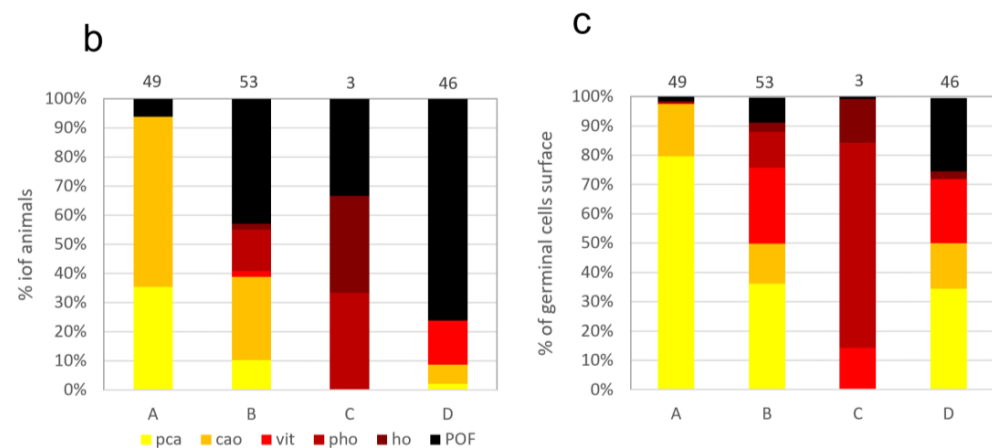 b
49 53 3 46
100%
90%
80%
70%
60%
50%
40%
30%
20%
10%
0%
% iof animals
A B C D
pca cao vit pho ho POF
c
49 53 3 46
100%
90%
80%
70%
60%
50%
40%
30%
20%
10%
0%
% of germinal cells surface
A B C D